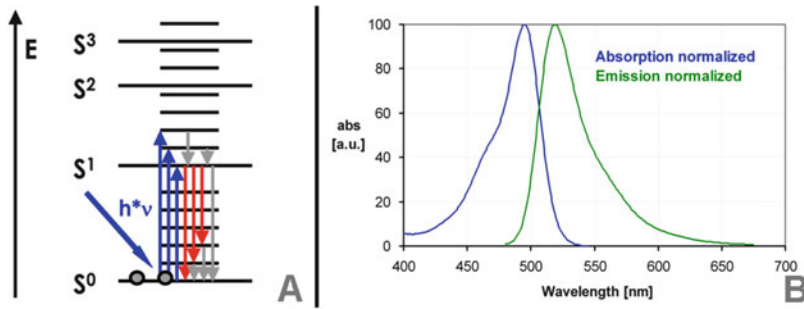 E
S3
S2
S1
h*ν
S0
A
100
80
60
40
20
0
abs
[a.u.]
Absorption normalized
Emission normalized
400
450
500
550
600
650
700
Wavelength [nm]
B